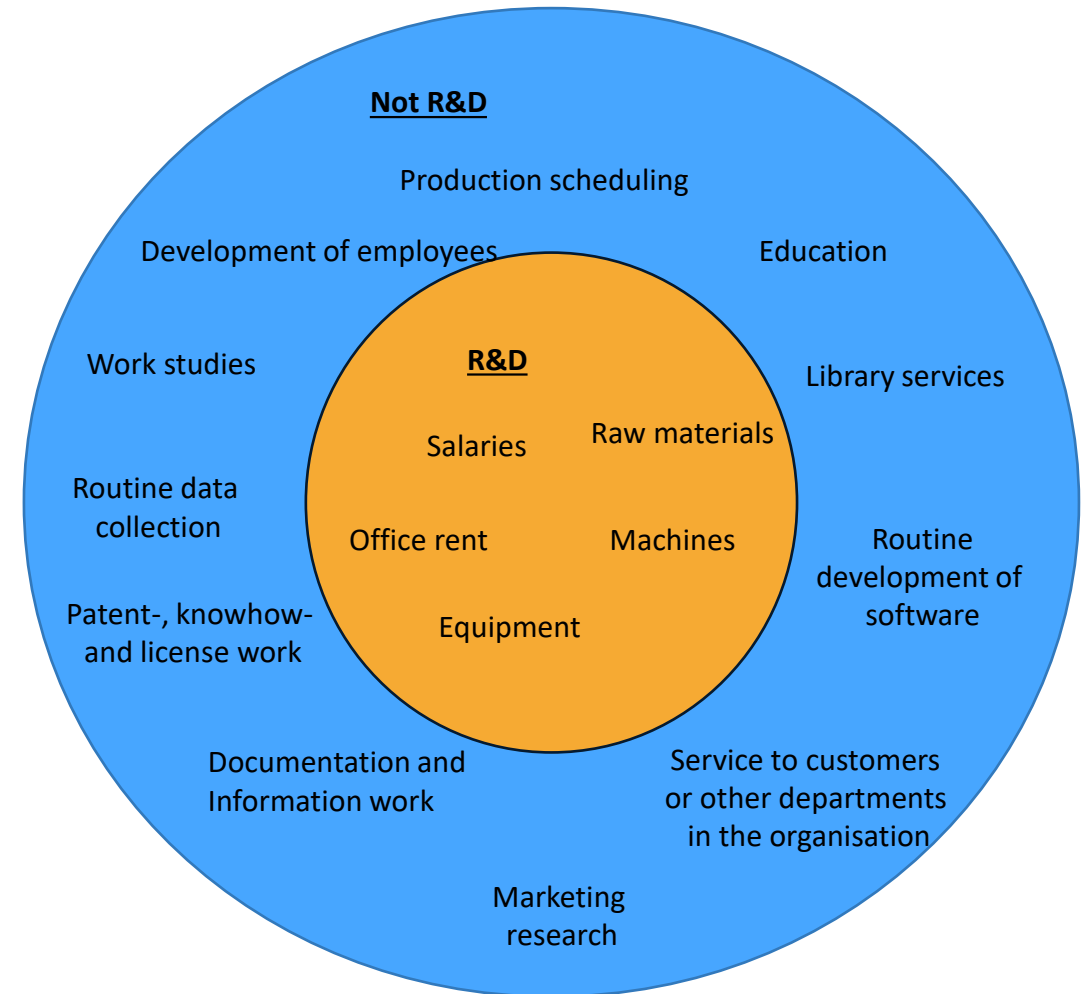 Not R&D
Production scheduling
Development of employees
Education
Work studies
R&D
Library services
Salaries
Raw materials
Routine data
collection
Office rent
Machines
Routine
development of
software
Patent-, knowhow-
and license work
Equipment
Documentation and
Information work
Service to customers
or other departments
in the organisation
Marketing
research